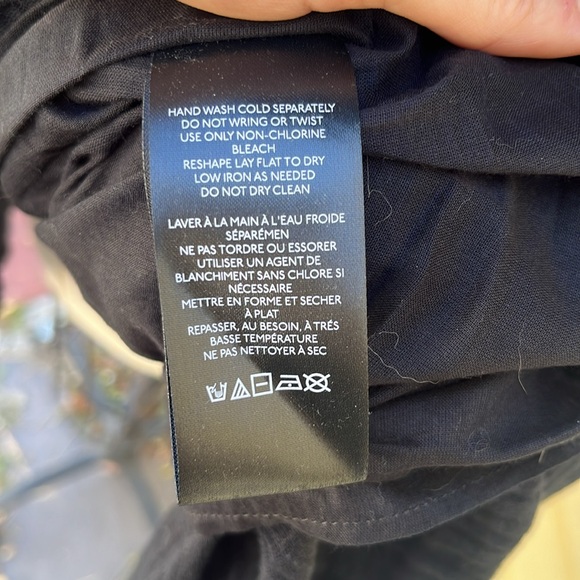 HAND WASH COLD SEPARATELY
DO NOT WRING OR TWIST
USE ONLY NON-CHLORINE
BLEACH
RESHAPE LAY FLAT TO DRY
LOW IRON AS NEEDED
DO NOT DRY CLEAN
LAVER À LA MAIN À L'EAU FROIDE
SÉPARÉMEN
NE PAS TORDRE OU ESSORER
UTILISER UN AGENT DE
BLANCHIMENT SANS CHLORE SI
NÉCESSAIRE
METTRE EN FORME ET SECHER
À PLAT
REPASSER, AU BESOIN, À TRÉS
BASSE TEMPÉRATURE
NE PAS NETTOYER À SEC